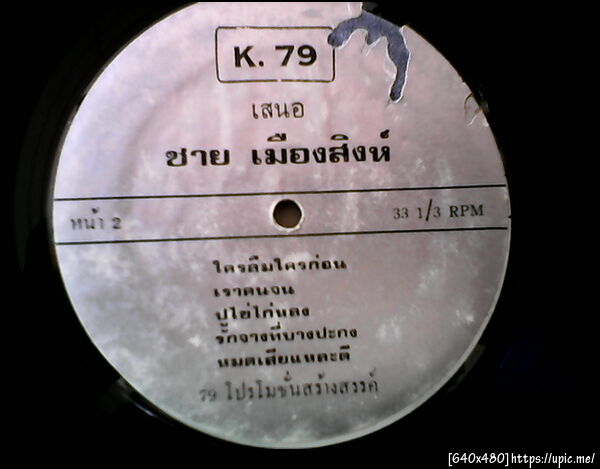 K. 79
เสนอ
ชาย เมืองสิงห์
หน้า 2
33 1/3 RPM
ใครลืมใครก่อน
เราคนจน
ปูไข่ไก่หลง
รักจางที่บางปะกง
หมดเสียแหละดี
79 โปรโมชั่นสร้างสรรค์
[640x480]https://upic.me/